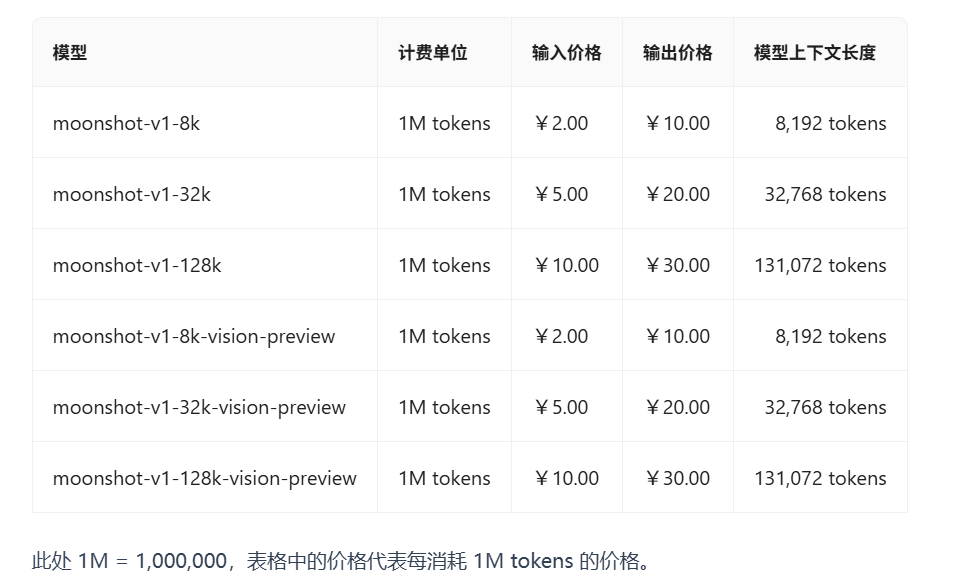 模型 计费单位 输入价格 输出价格 模型上下文长度
moonshot-v1-8k 1M tokens ￥2.00 ￥10.00 8,192 tokens
moonshot-v1-32k 1M tokens ￥5.00 ￥20.00 32,768 tokens
moonshot-v1-128k 1M tokens ￥10.00 ￥30.00 131,072 tokens
moonshot-v1-8k-vision-preview 1M tokens ￥2.00 ￥10.00 8,192 tokens
moonshot-v1-32k-vision-preview 1M tokens ￥5.00 ￥20.00 32,768 tokens
moonshot-v1-128k-vision-preview 1M tokens ￥10.00 ￥30.00 131,072 tokens
此处 1M = 1,000,000，表格中的价格代表每消耗 1M tokens 的价格。